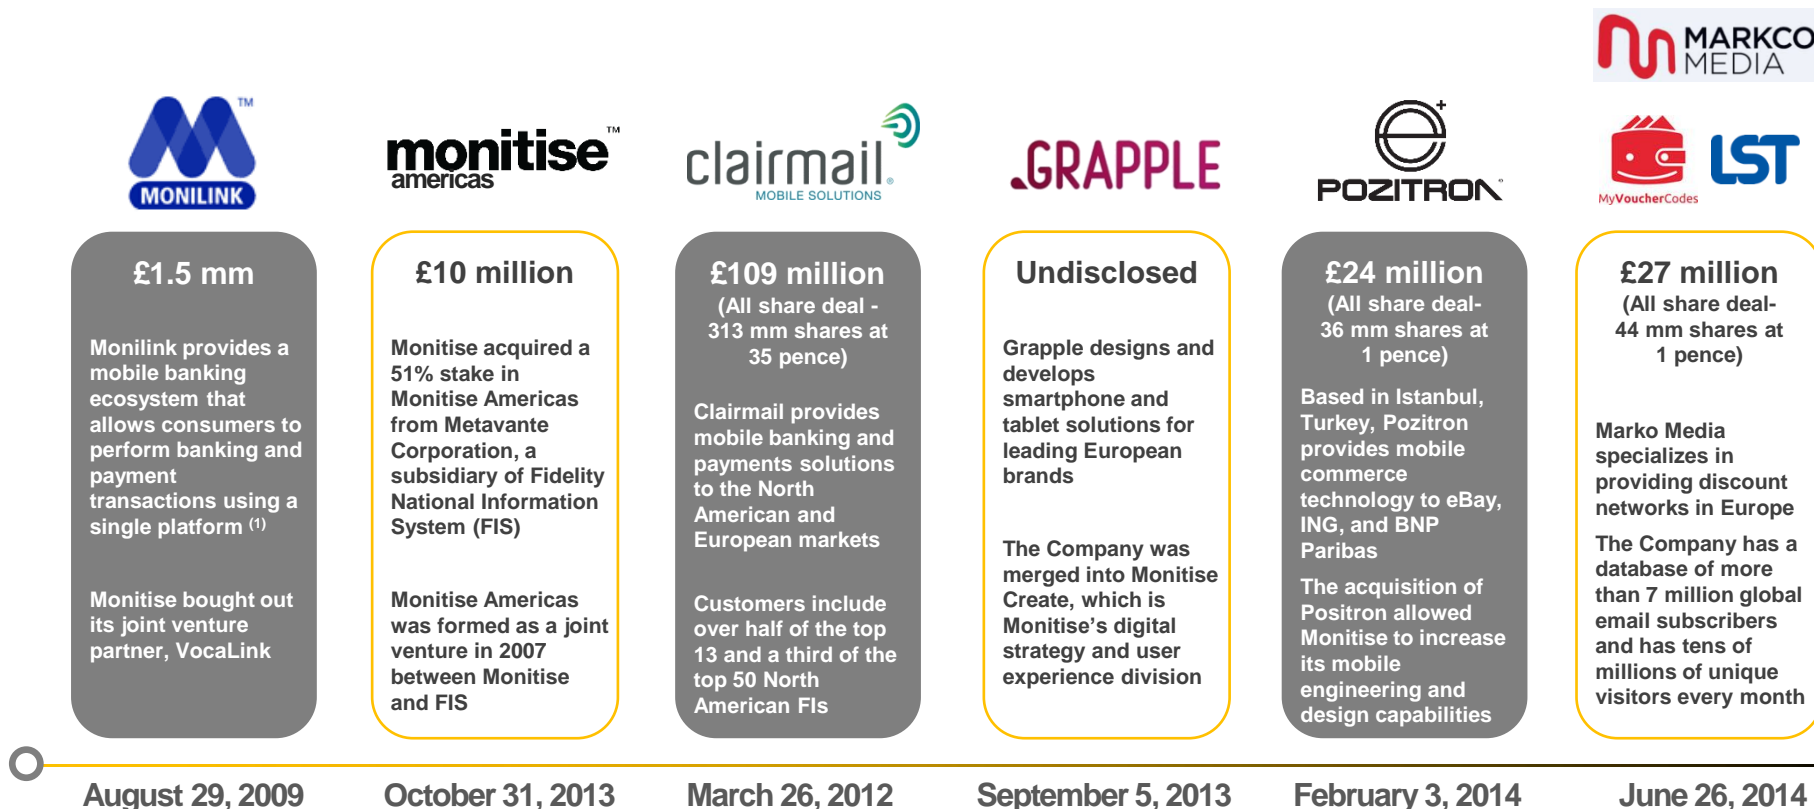 MARKCO
MEDIA
TM
MONILINK
monitise™
americas
clairmail®
MOBILE SOLUTIONS
.GRAPPLE
POZITRON®
MyVoucherCodes
LST
£1.5 mm
Monilink provides a
mobile banking
ecosystem that
allows consumers to
perform banking and
payment
transactions using a
single platform (1)
Monitise bought out
its joint venture
partner, VocaLink
August 29, 2009
£10 million
Monitise acquired a
51% stake in
Monitise Americas
from Metavante
Corporation, a
subsidiary of Fidelity
National Information
System (FIS)
Monitise Americas
was formed as a joint
venture in 2007
between Monitise
and FIS
October 31, 2013
£109 million
(All share deal -
313 mm shares at
35 pence)
Clairmail provides
mobile banking and
payments solutions
to the North
American and
European markets
Customers include
over half of the top
13 and a third of the
top 50 North
American FIs
March 26, 2012
Undisclosed
Grapple designs and
develops
smartphone and
tablet solutions for
leading European
brands
The Company was
merged into Monitise
Create, which is
Monitise's digital
strategy and user
experience division
September 5, 2013
£24 million
(All share deal-
36 mm shares at
1 pence)
Based in Istanbul,
Turkey, Pozitron
provides mobile
commerce
technology to eBay,
ING, and BNP
Paribas
The acquisition of
Positron allowed
Monitise to increase
its mobile
engineering and
design capabilities
February 3, 2014
£27 million
(All share deal-
44 mm shares at
1 pence)
Marko Media
specializes in
providing discount
networks in Europe
The Company has a
database of more
than 7 million global
email subscribers
and has tens of
millions of unique
visitors every month
June 26, 2014